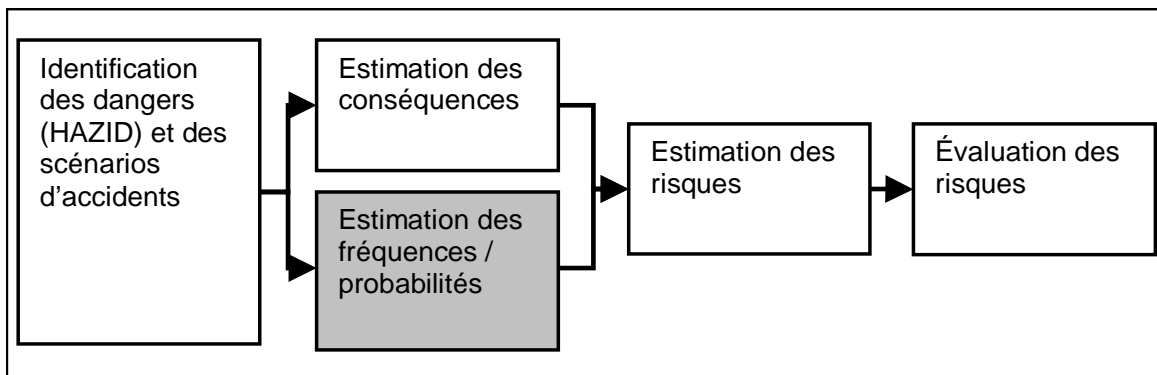 Identification
des dangers
(HAZID) et des
scénarios
d'accidents
Estimation des
conséquences
Estimation des
fréquences /
probabilités
Estimation des
risques
Évaluation des
risques